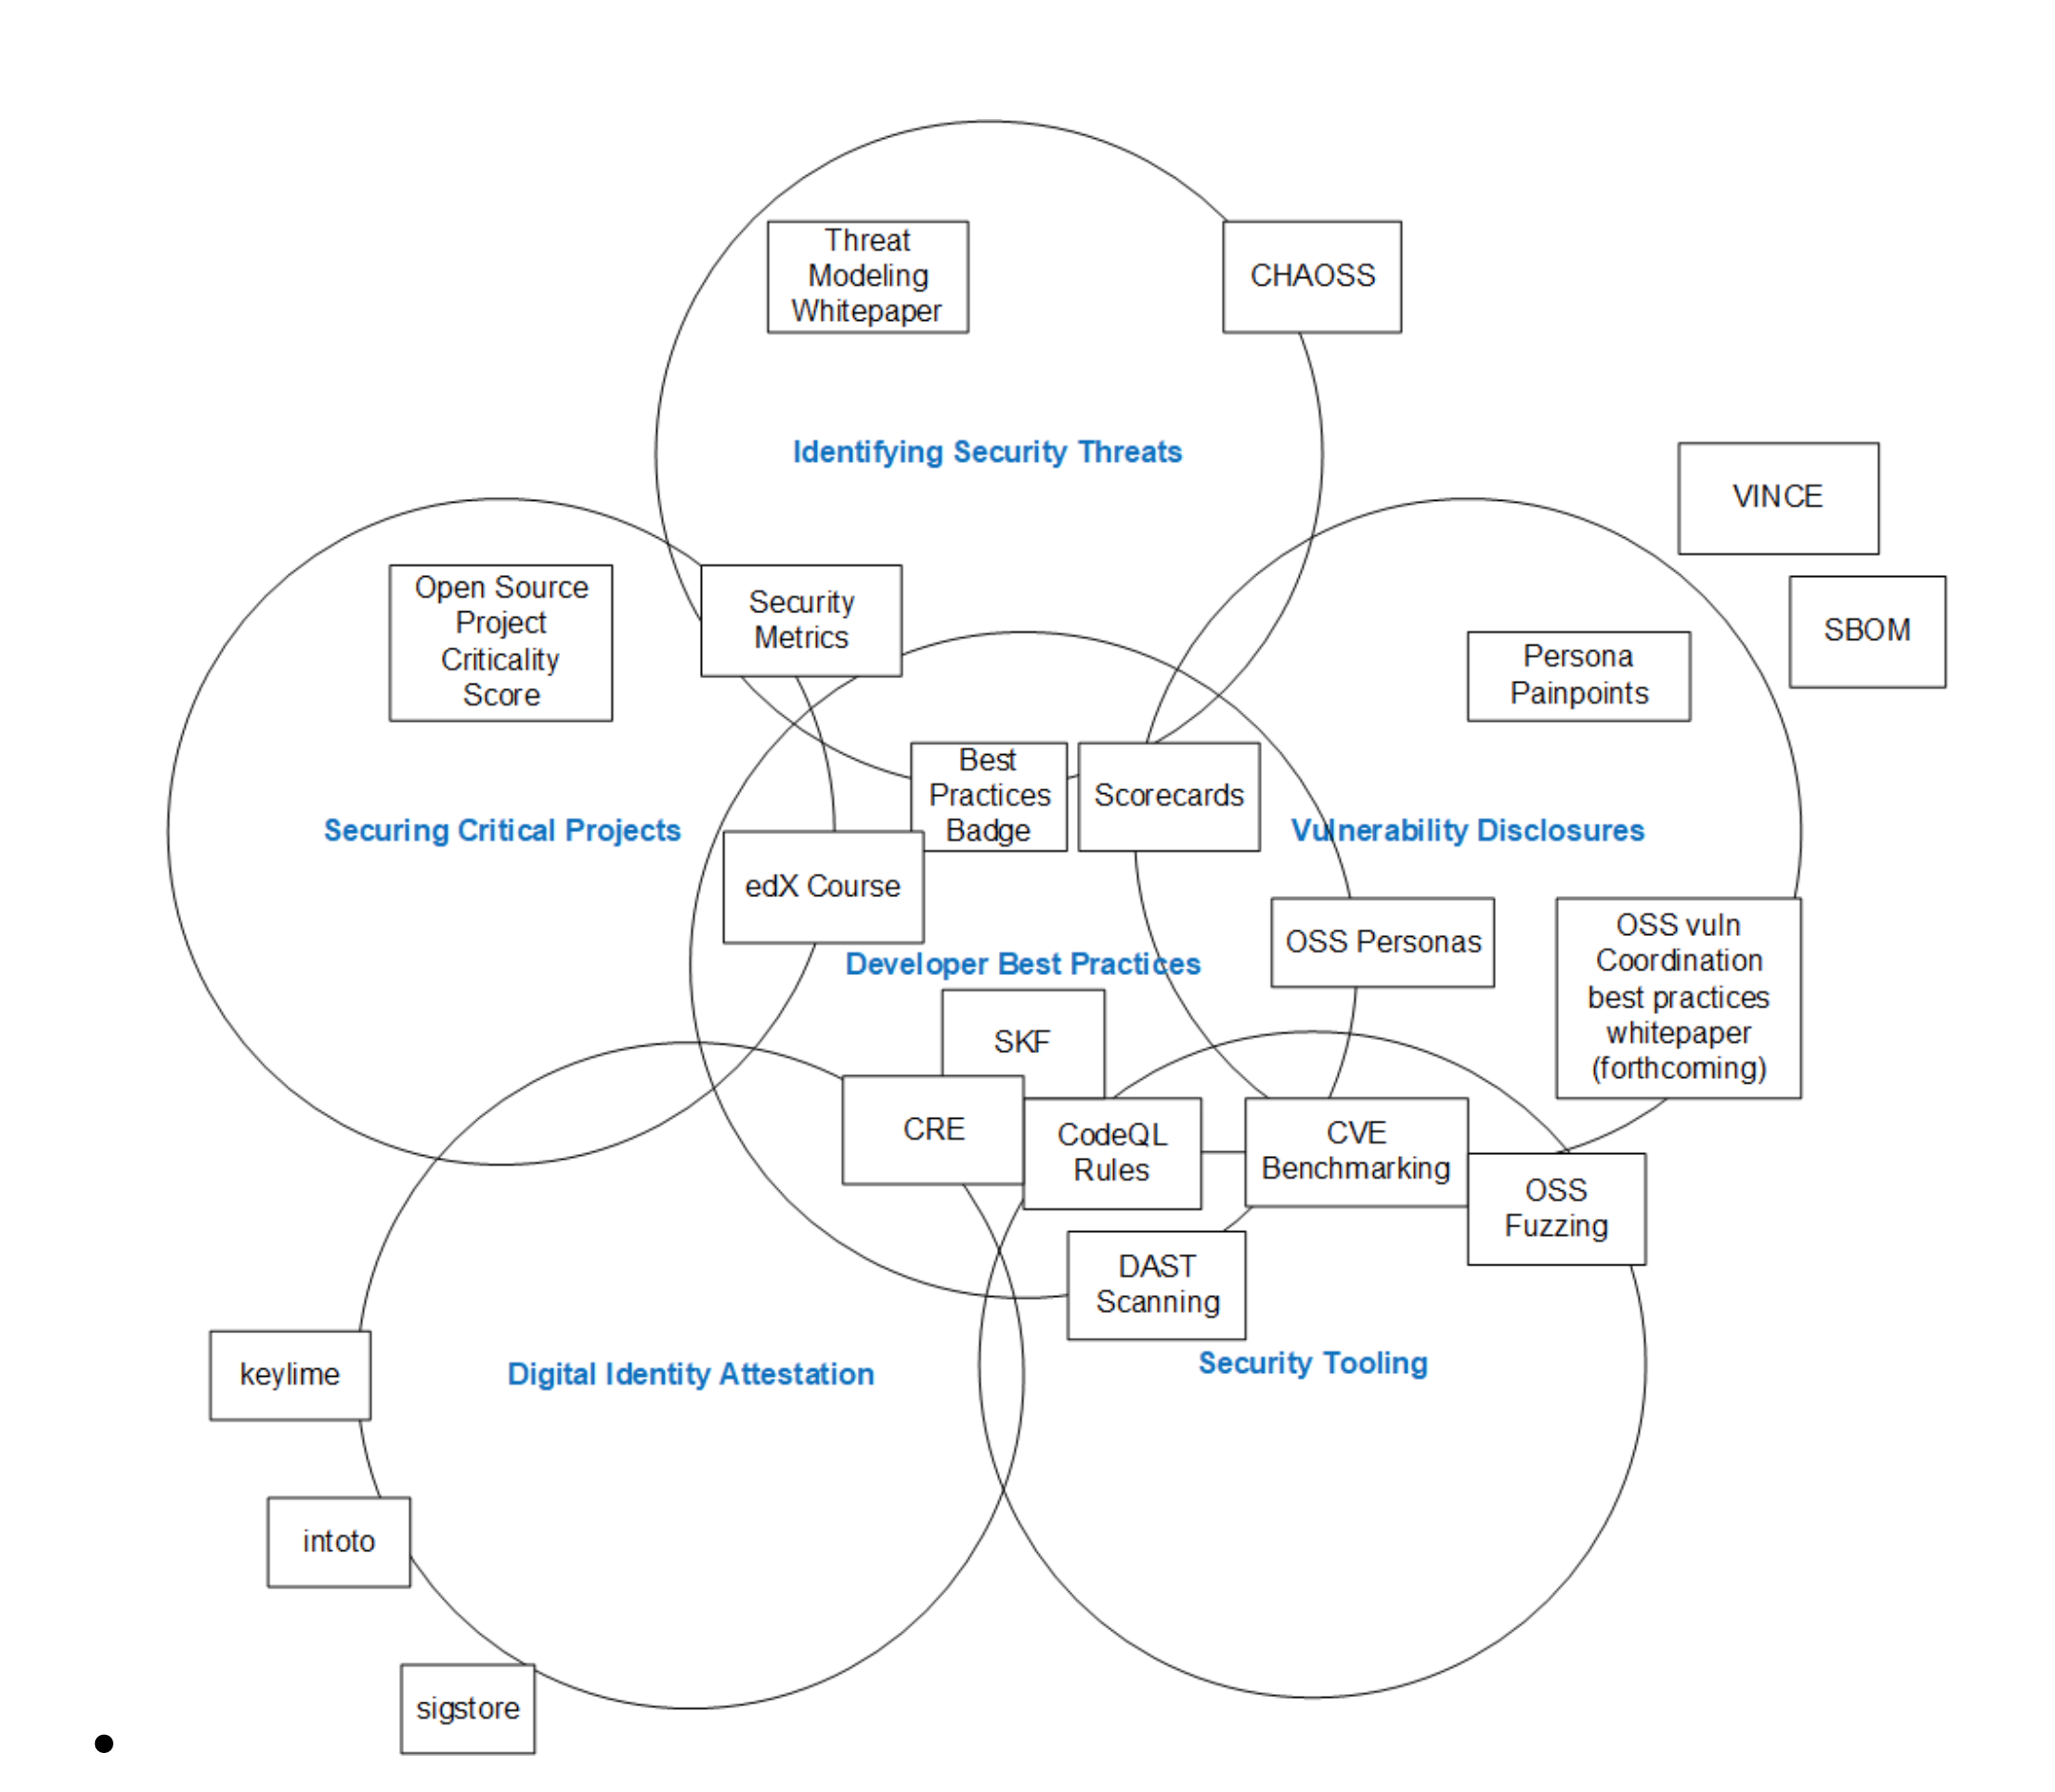 Threat
Modeling
Whitepaper
CHAOSS
Identifying Security Threats
VINCE
Open Source
Project
Criticality
Score
Security
Metrics
SBOM
Persona
Painpoints
Best
Practices
Badge
Scorecards
Securing Critical Projects
Vulnerability Disclosures
edX Course
OSS Personas
OSS vuln
Coordination
best practices
whitepaper
(forthcoming)
Developer Best Practices
SKF
CRE
CodeQL
Rules
CVE
Benchmarking
OSS
Fuzzing
DAST
Scanning
keylime
Digital Identity Attestation
Security Tooling
intoto
sigstore